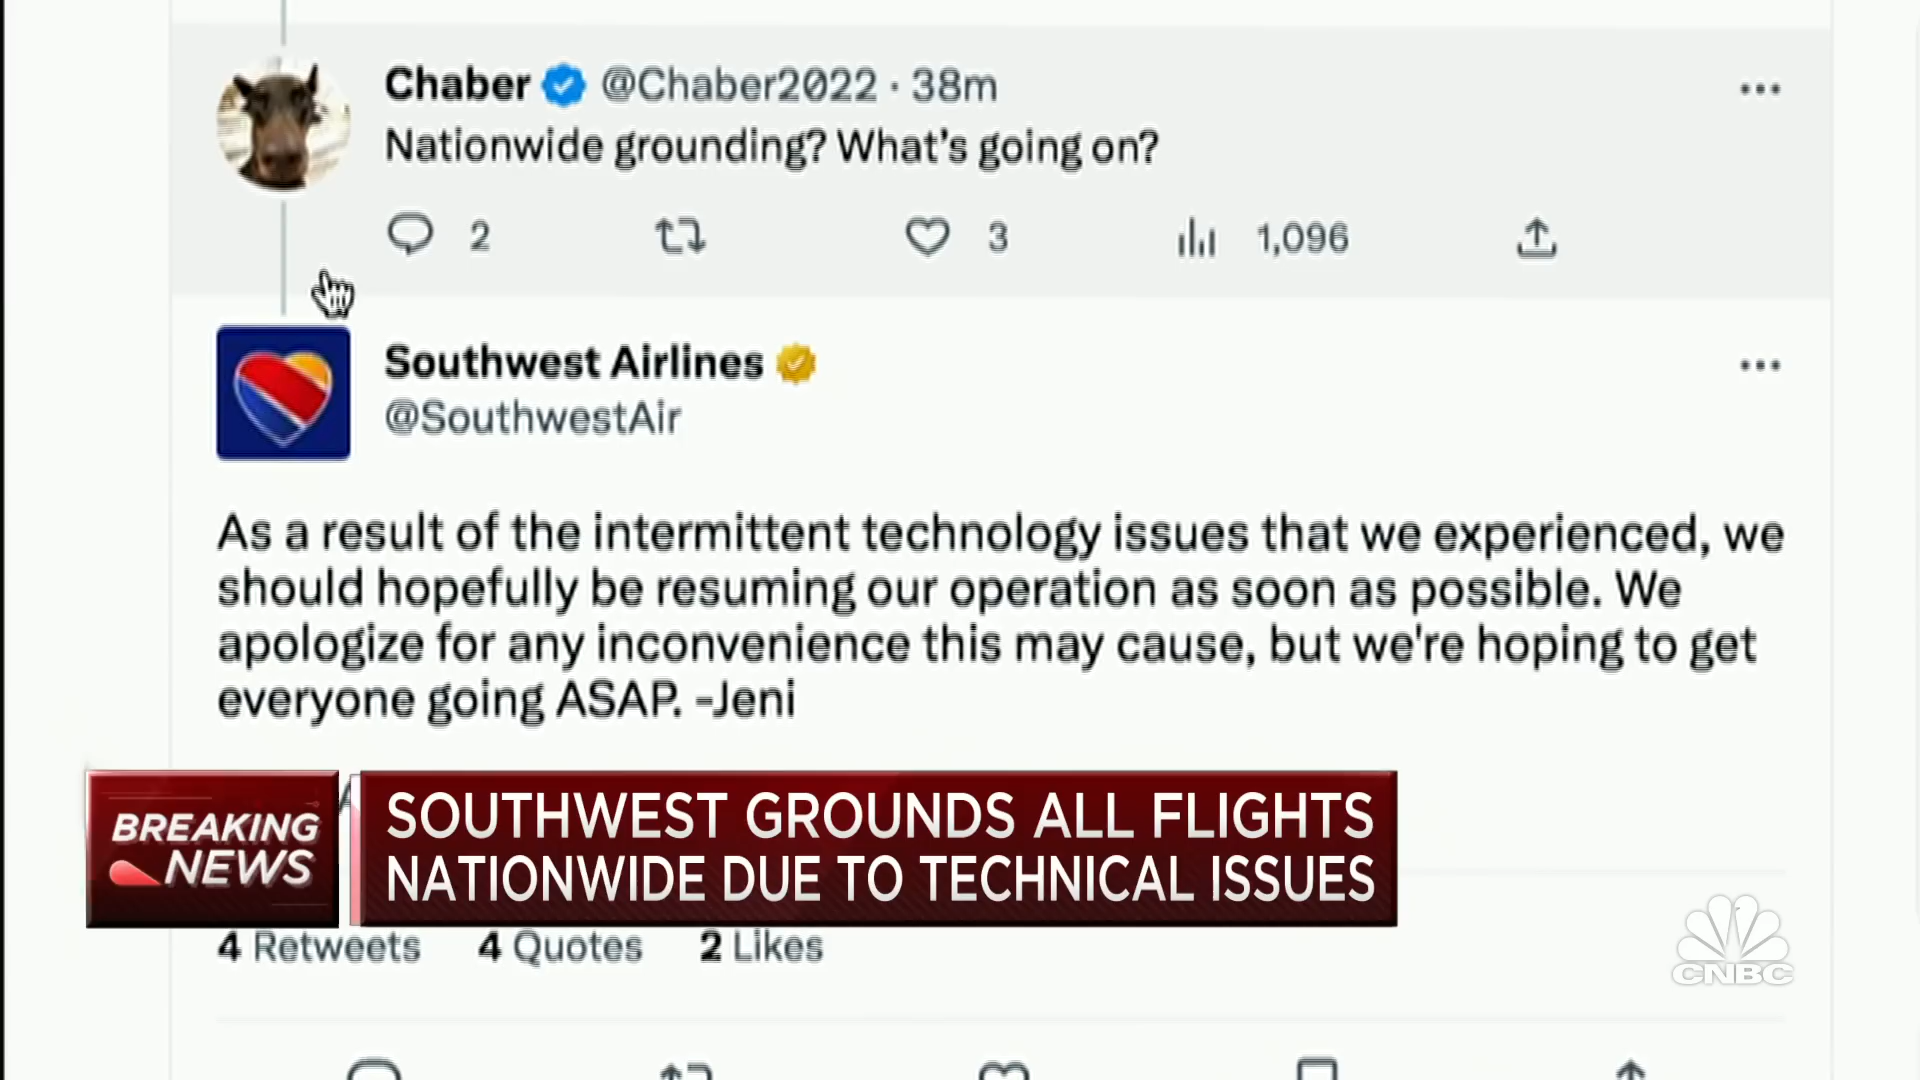 Chaber @Chaber2022 · 38m
Nationwide grounding? What's going on?
2 3 1,096
Southwest Airlines
@SouthwestAir
As a result of the intermittent technology issues that we experienced, we
should hopefully be resuming our operation as soon as possible. We
apologize for any inconvenience this may cause, but we're hoping to get
everyone going ASAP. -Jeni
BREAKING
NEWS
SOUTHWEST GROUNDS ALL FLIGHTS
NATIONWIDE DUE TO TECHNICAL ISSUES
4 Retweets 4 Quotes 2 Likes
CNBC